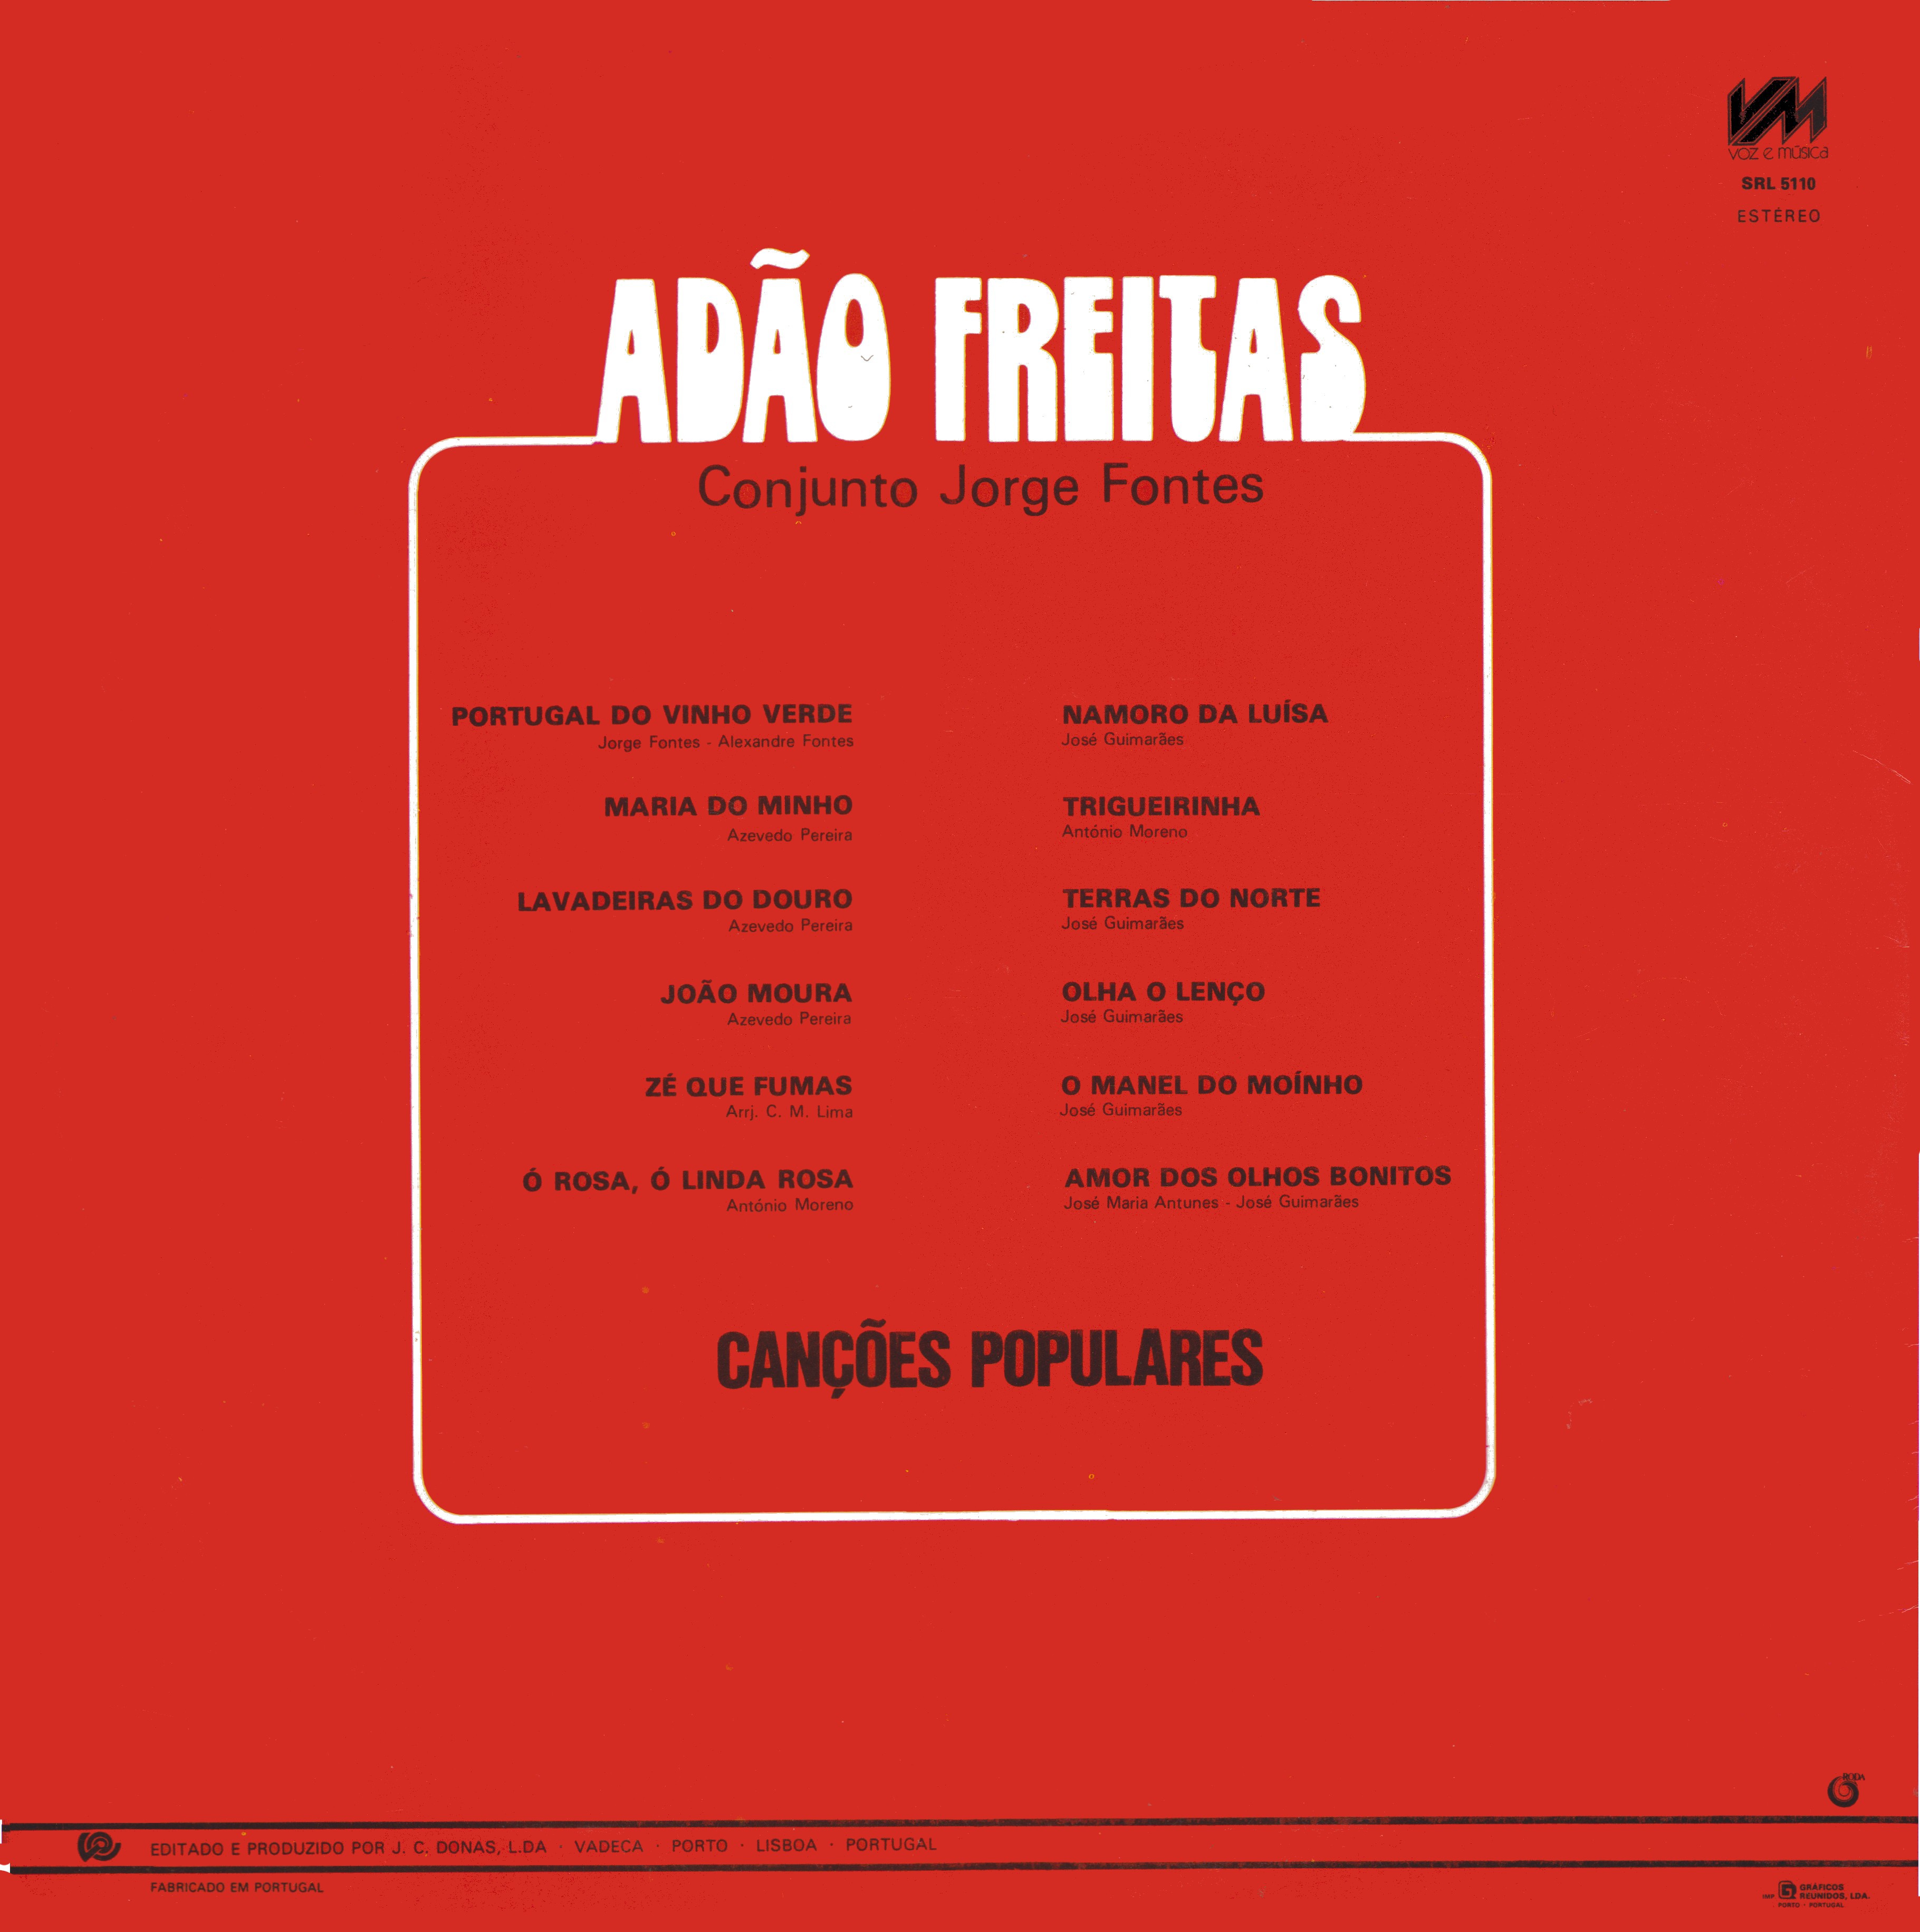 VM
voz e música
SRL 5110
ESTÉREO
ADÃO FREITAS
Conjunto Jorge Fontes
PORTUGAL DO VINHO VERDE
Jorge Fontes - Alexandre Fontes
MARIA DO MINHO
Azevedo Pereira
LAVADEIRAS DO DOURO
Azevedo Pereira
JOÃO MOURA
Azevedo Pereira
ZÉ QUE FUMAS
Arrj. C. M. Lima
Ó ROSA, Ó LINDA ROSA
António Moreno
NAMORO DA LUÍSA
José Guimarães
TRIGUEIRINHA
António Moreno
TERRAS DO NORTE
José Guimarães
OLHA O LENÇO
José Guimarães
O MANEL DO MOÍNHO
José Guimarães
AMOR DOS OLHOS BONITOS
José Maria Antunes - José Guimarães
CANÇÕES POPULARES
RODA
EDITADO E PRODUZIDO POR J. C. DONAS, L.DA · VADECA · PORTO · LISBOA · PORTUGAL
FABRICADO EM PORTUGAL
GRÁFICOS
REUNIDOS, LDA.
PORTO - PORTUGAL